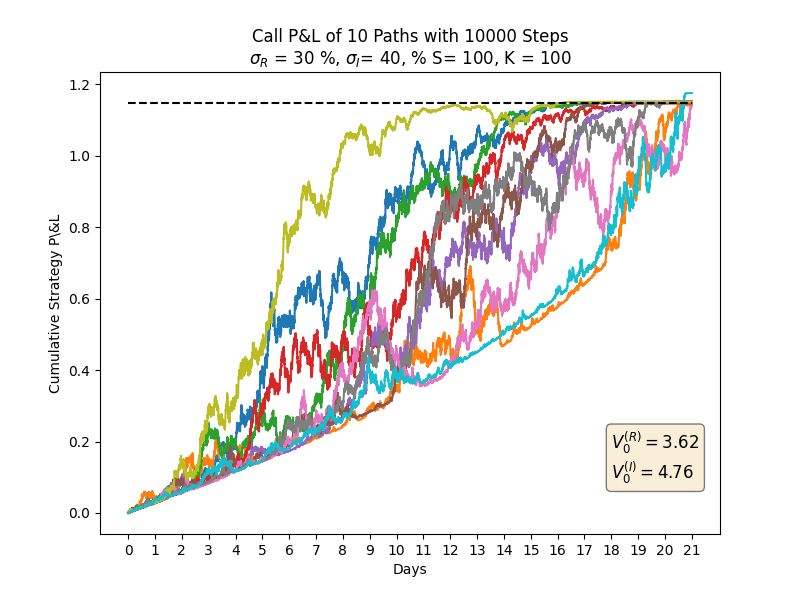 Call P&L of 10 Paths with 10000 Steps
σ_R = 30 %, σ_I= 40, % S= 100, K = 100
Cumulative Strategy P\&L
1.2
1.0
0.8
0.6
0.4
0.2
0.0
V_0^(R) = 3.62
V_0^(I) = 4.76
0 1 2 3 4 5 6 7 8 9 10 11 12 13 14 15 16 17 18 19 20 21
Days